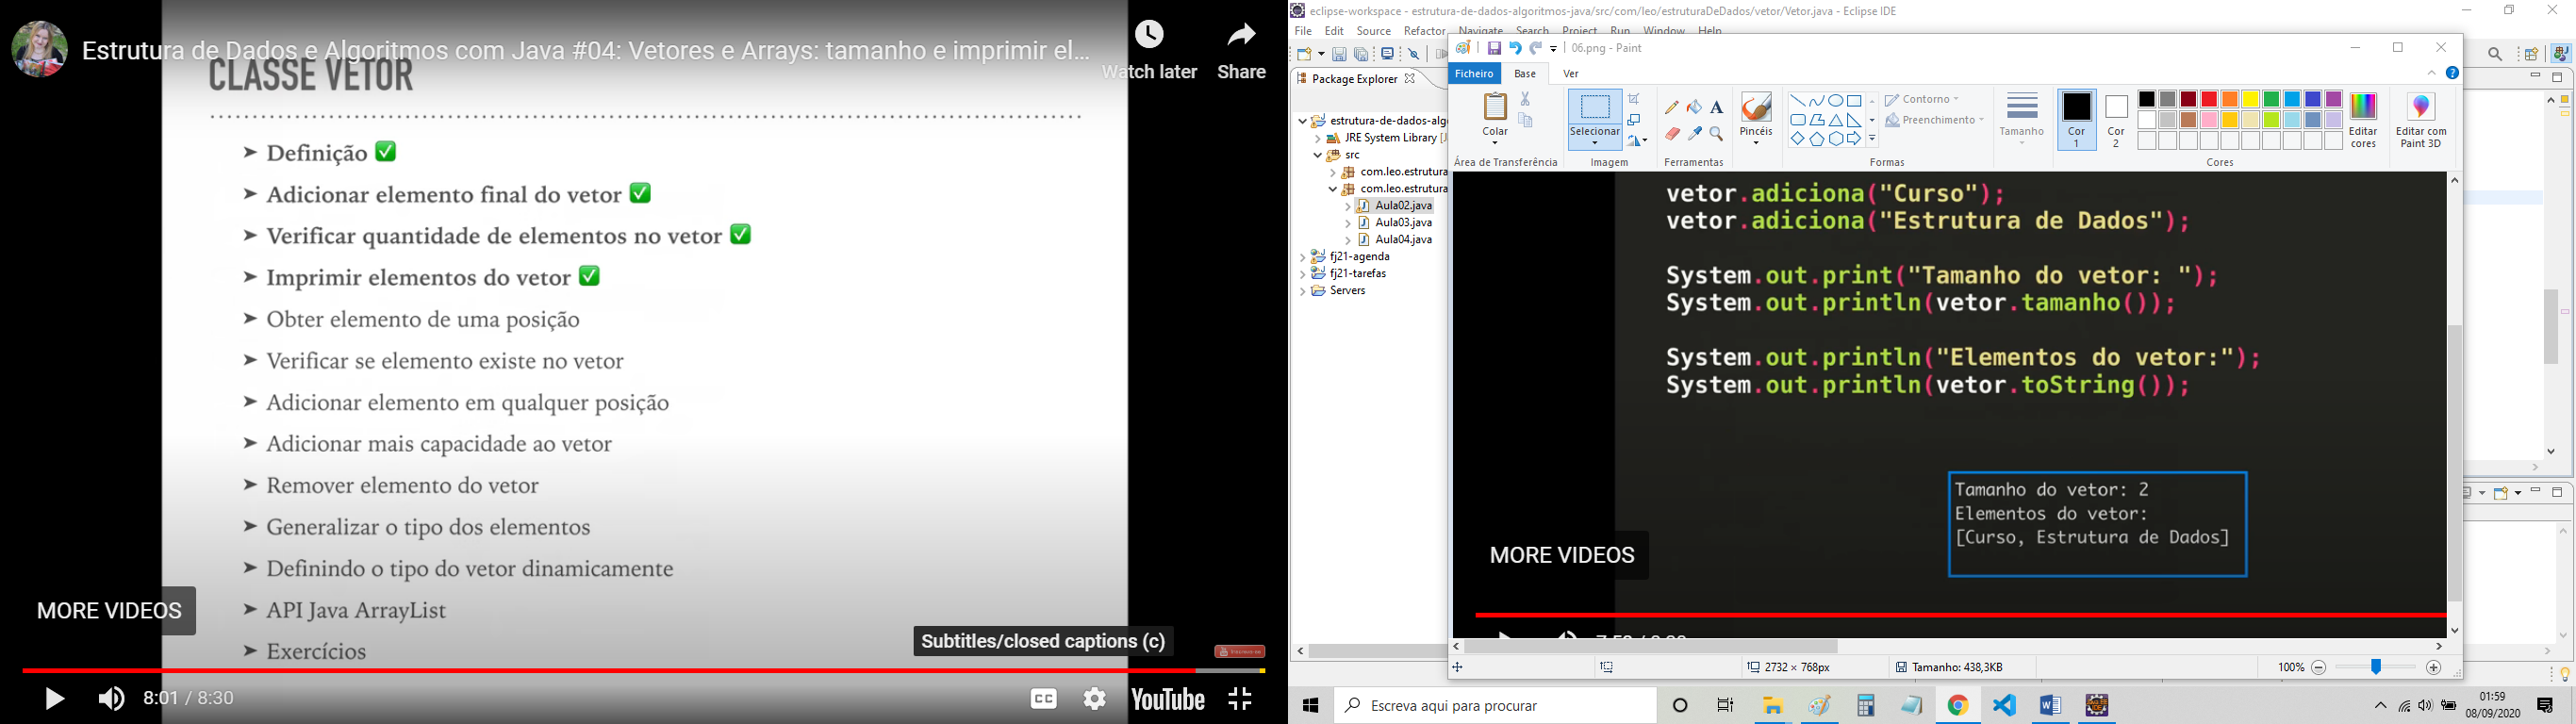 Estrutura de Dados e Algoritmos com Java #04: Vetores e Arrays: tamanho e imprimir el...
Watch later
Share
CLASSE VETOR
➤ Definição ✅
➤ Adicionar elemento final do vetor ✅
➤ Verificar quantidade de elementos no vetor ✅
➤ Imprimir elementos do vetor ✅
➤ Obter elemento de uma posição
➤ Verificar se elemento existe no vetor
➤ Adicionar elemento em qualquer posição
➤ Adicionar mais capacidade ao vetor
➤ Remover elemento do vetor
➤ Generalizar o tipo dos elementos
➤ Definindo o tipo do vetor dinamicamente
➤ API Java ArrayList
➤ Exercícios
MORE VIDEOS
Subtitles/closed captions (c)
8:01 / 8:30
CC
YouTube
eclipse-workspace - estrutura-de-dados-algoritmos-java/src/com/leo/estruturaDeDados/vetor/Vetor.java - Eclipse IDE
File Edit Source Refactor Navigate Search Project Run Window Help
Package Explorer
estrutura-de-dados-algo
JRE System Library
src
com.leo.estrutura
com.leo.estrutura
Aula02.java
Aula03.java
Aula04.java
fj21-agenda
fj21-tarefas
Servers
06.png - Paint
Ficheiro Base Ver
Colar
Selecionar
Pincéis
Contorno
Preenchimento
Tamanho
Cor 1
Cor 2
Editar cores
Editar com Paint 3D
Área de Transferência
Imagem
Ferramentas
Formas
Cores
vetor.adiciona("Curso");
vetor.adiciona("Estrutura de Dados");
System.out.print("Tamanho do vetor: ");
System.out.println(vetor.tamanho());
System.out.println("Elementos do vetor:");
System.out.println(vetor.toString());
Tamanho do vetor: 2
Elementos do vetor:
[Curso, Estrutura de Dados]
MORE VIDEOS
2732 × 768px
Tamanho: 438,3KB
100%
Escreva aqui para procurar
01:59
08/09/2020